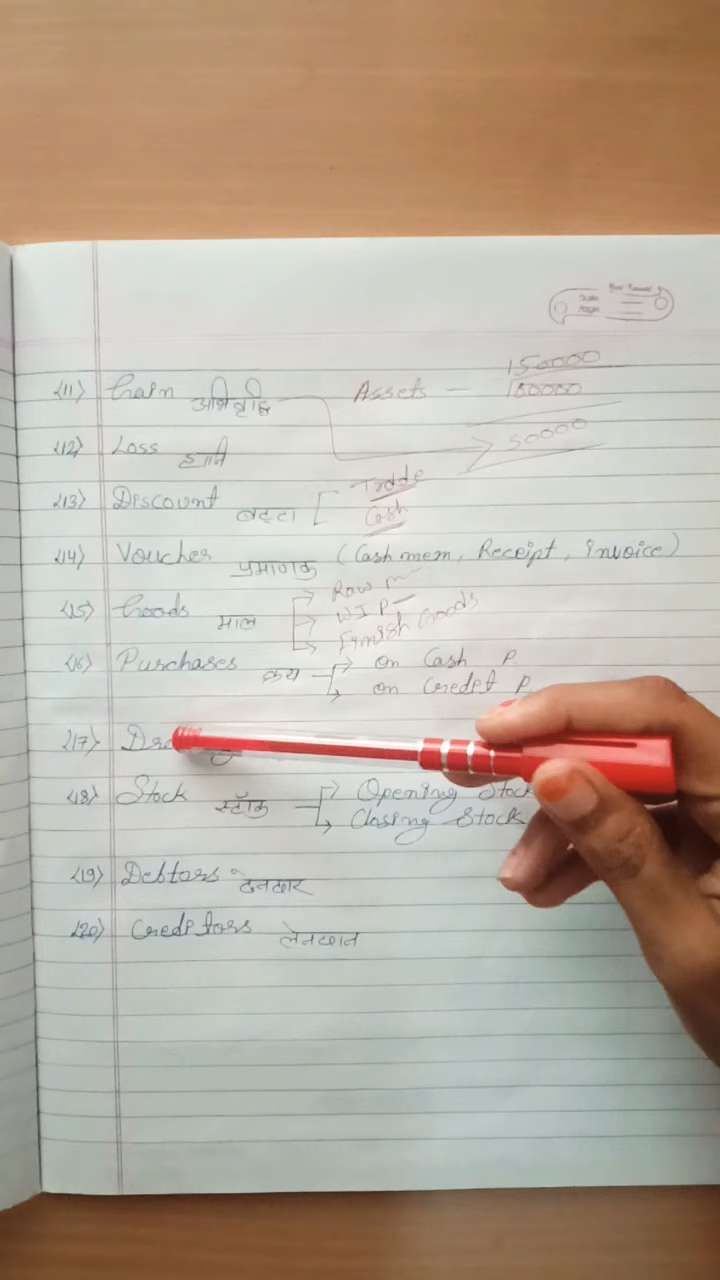 150000
<11> Gain अभिवृद्धि Assets - 100000
50000
<12> Loss हानि
Trade
<13> Discount बट्टा [
Cash
<14> Voucher प्रमाणक (Cash mem, Receipt, invoice)
Raw m
<15> Goods माल WIP
Finish Goods
<16> Purchases क्रय on Cash P
on Credit P
<17> Dra
<18> Stock स्टॉक Opening Stock
Closing Stock
<19> Debtors देनदार
<20> Creditors